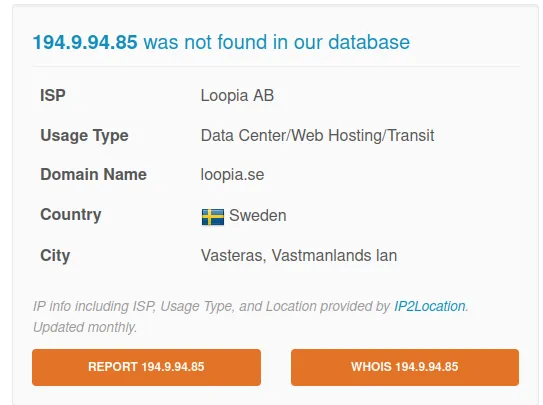 194.9.94.85 was not found in our database
ISP Loopia AB
Usage Type Data Center/Web Hosting/Transit
Domain Name loopia.se
Country Sweden
City Vasteras, Vastmanlands lan
IP info including ISP, Usage Type, and Location provided by IP2Location.
Updated monthly.
REPORT 194.9.94.85 WHOIS 194.9.94.85